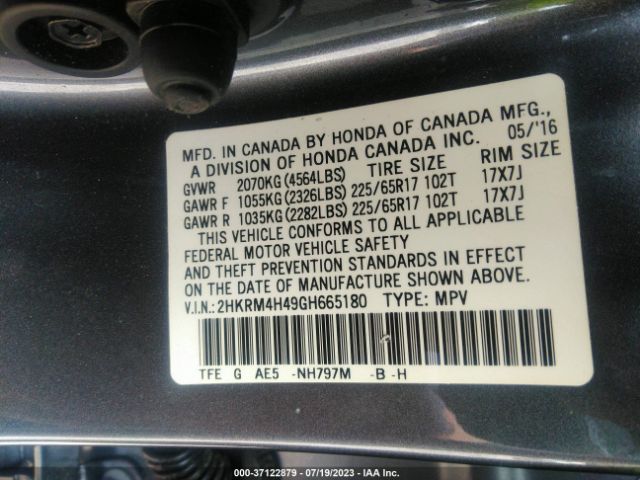 MFD. IN CANADA BY HONDA OF CANADA MFG.,
A DIVISION OF HONDA CANADA INC. 05/'16
GVWR 2070KG(4564LBS) TIRE SIZE RIM SIZE
GAWR F 1055KG(2326LBS) 225/65R17 102T 17X7J
GAWR R 1035KG(2282LBS) 225/65R17 102T 17X7J
THIS VEHICLE CONFORMS TO ALL APPLICABLE
FEDERAL MOTOR VEHICLE SAFETY
AND THEFT PREVENTION STANDARDS IN EFFECT
ON THE DATE OF MANUFACTURE SHOWN ABOVE.
V.I.N.: 2HKRM4H49GH665180 TYPE: MPV
TFE G AE5 -NH797M -B -H
000-37122879 / 07/19/2023 - IAA Inc.